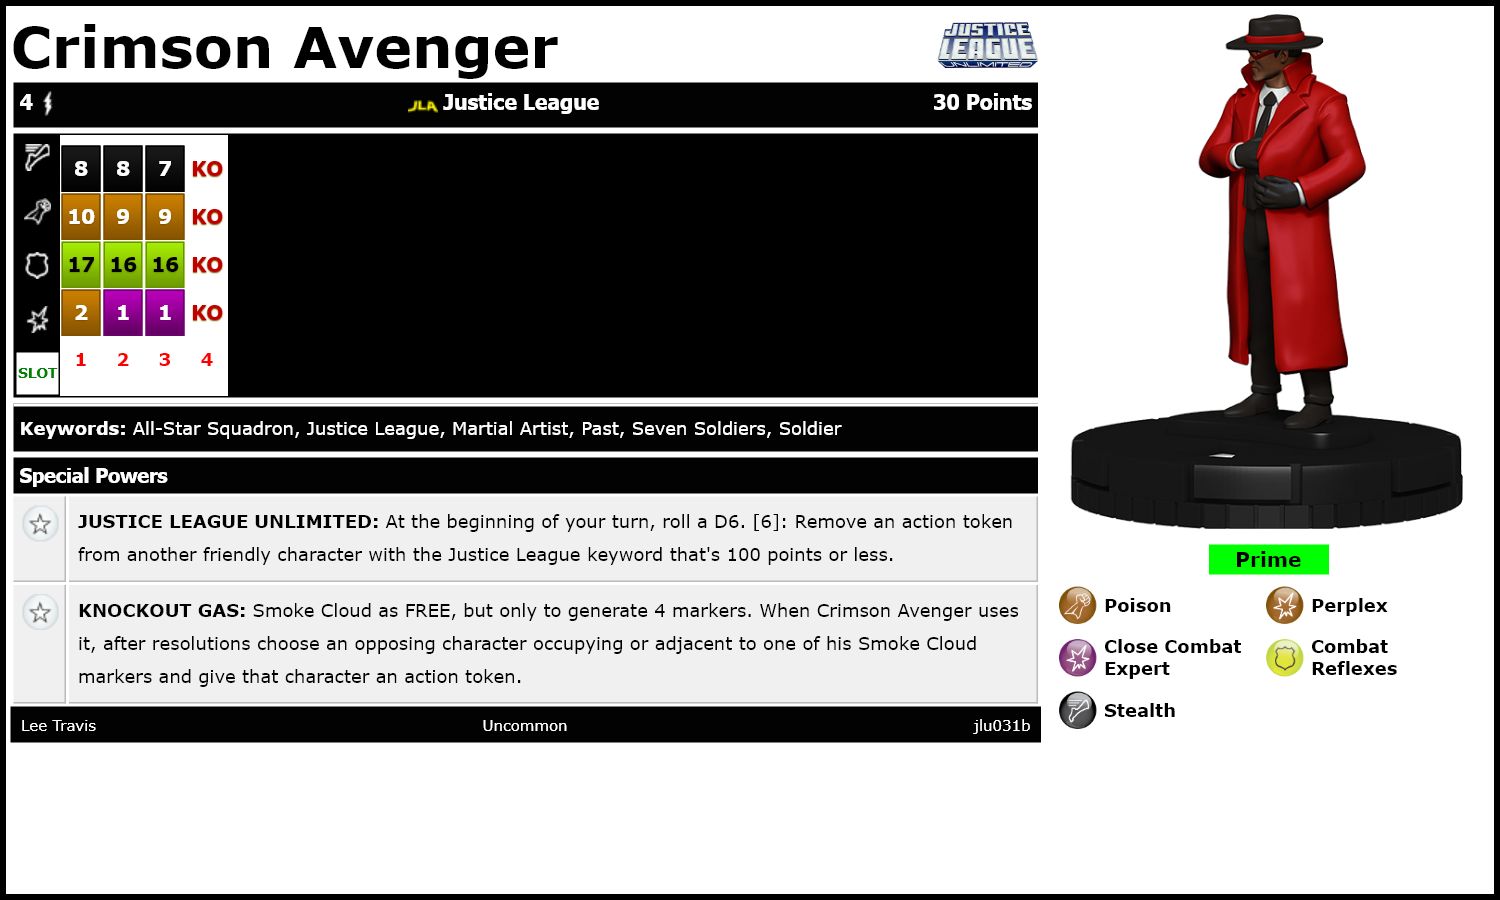 Crimson Avenger
JUSTICE
LEAGUE
UNLIMITED
4
JLA Justice League
30 Points
8 8 7 KO
10 9 9 KO
17 16 16 KO
2 1 1 KO
SLOT 1 2 3 4
Keywords: All-Star Squadron, Justice League, Martial Artist, Past, Seven Soldiers, Soldier
Special Powers
JUSTICE LEAGUE UNLIMITED: At the beginning of your turn, roll a D6. [6]: Remove an action token
from another friendly character with the Justice League keyword that's 100 points or less.
KNOCKOUT GAS: Smoke Cloud as FREE, but only to generate 4 markers. When Crimson Avenger uses
it, after resolutions choose an opposing character occupying or adjacent to one of his Smoke Cloud
markers and give that character an action token.
Lee Travis
Uncommon
jlu031b
Prime
Poison
Perplex
Close Combat
Expert
Combat
Reflexes
Stealth